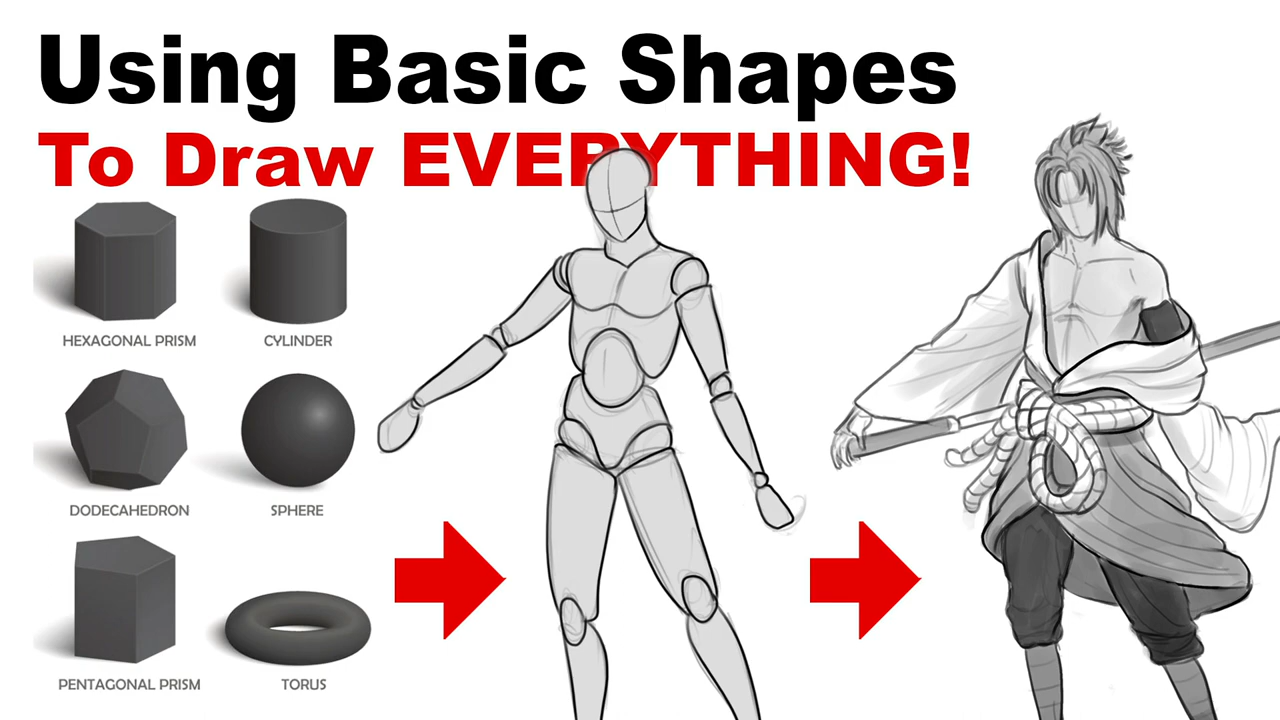 Using Basic Shapes
To Draw EVERYTHING!
HEXAGONAL PRISM
CYLINDER
DODECAHEDRON
SPHERE
PENTAGONAL PRISM
TORUS